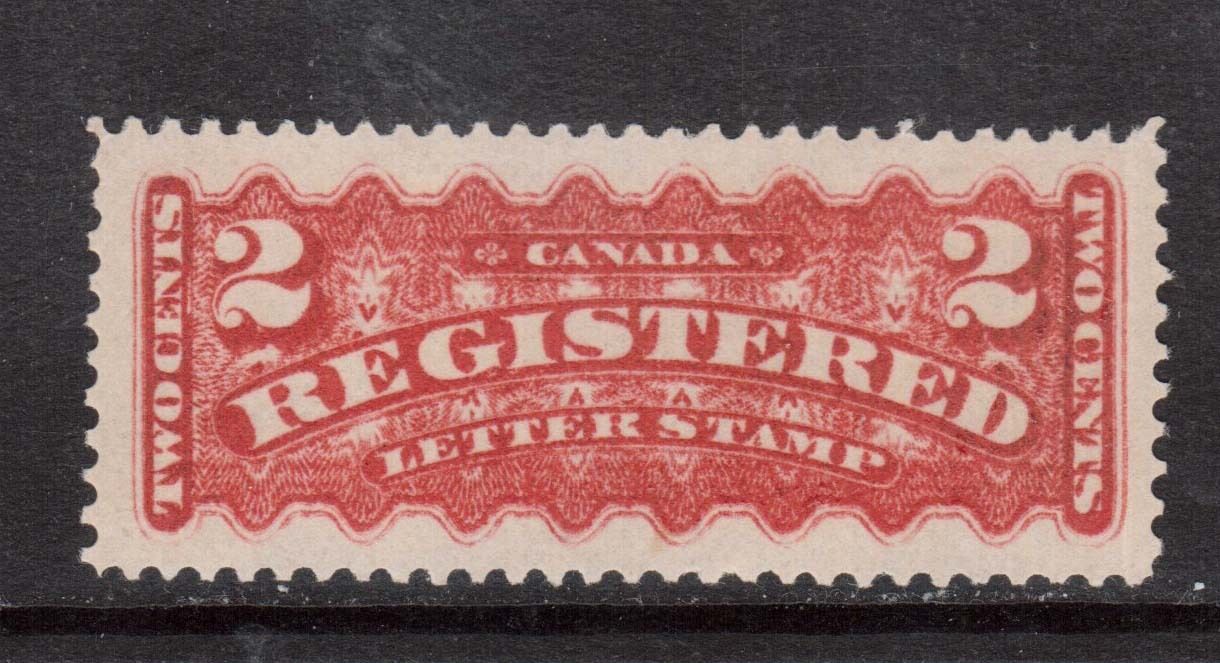 TWO CENTS
2
CANADA
2
TWO CENTS
REGISTERED
LETTER STAMP